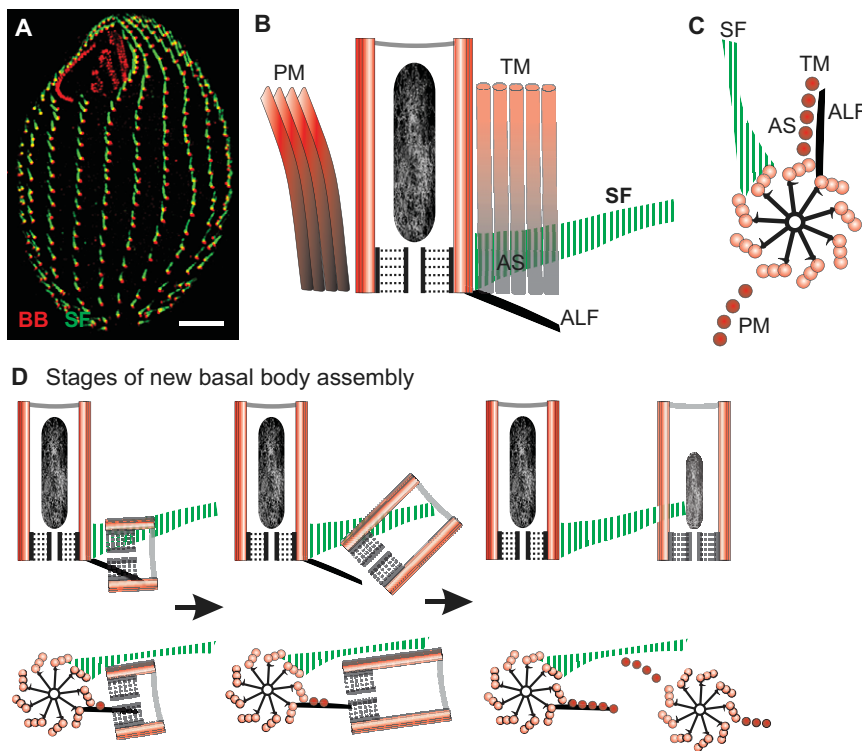 A
BB SF
B
PM
TM
SF
AS
ALF
C
SF
TM
AS
ALF
PM
D Stages of new basal body assembly